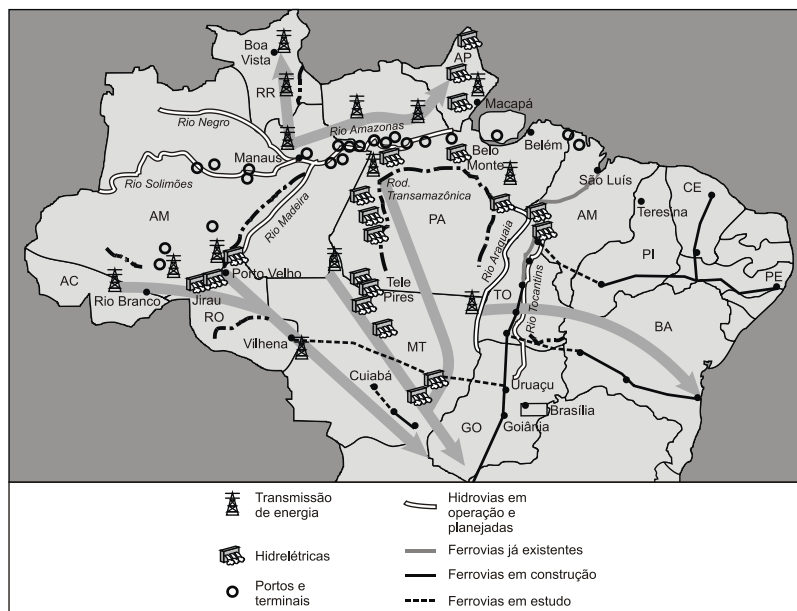 Boa
Vista
RR
AP
Macapá
Rio Negro
Rio Amazonas
Manaus
Belo
Monte
Belém
São Luís
Rio Solimões
Rod.
Transamazônica
AM
Rio Madeira
PA
Rio Araguaia
AM
Teresina
CE
PI
PE
AC
Rio Branco
Jirau
Porto Velho
RO
Tele
Pires
TO
Rio Tocantins
BA
Vilhena
MT
Cuiabá
Uruaçu
Brasília
GO
Goiânja
Transmissão
de energia
Hidrelétricas
Portos e
terminais
Hidrovias em
operação e
planejadas
Ferrovias já existentes
Ferrovias em construção
Ferrovias em estudo